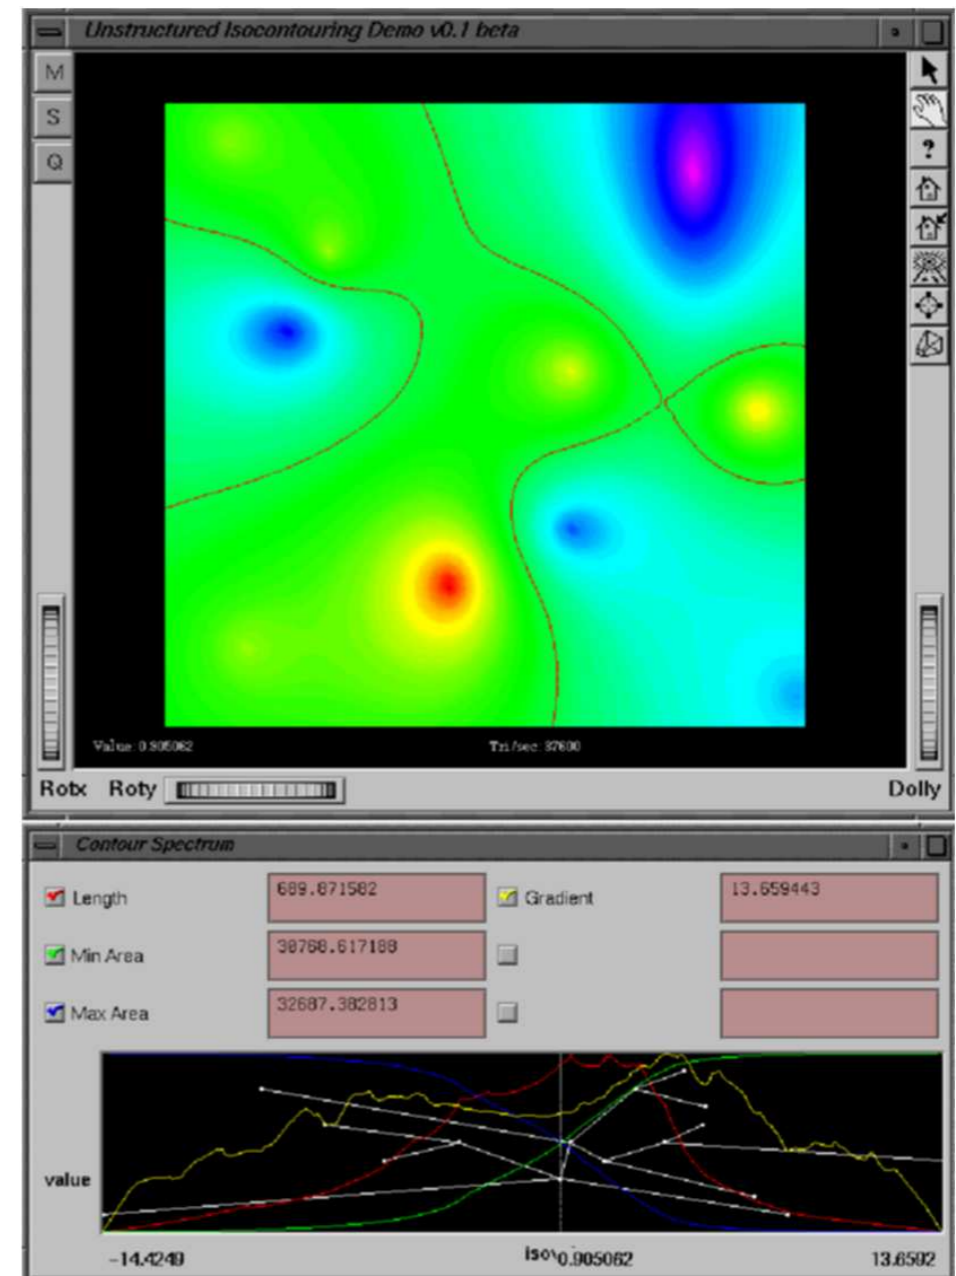 Unstructured Isocontouring Demo v0.1 beta
M
S
Q
?
Value: 0.905062
Tri/sec: 37600
Rotx Roty
Dolly
Contour Spectrum
Length
689.871582
Gradient
13.659443
Min Area
30768.617188
Max Area
32687.382813
value
-14.4249
0.905062
13.6592